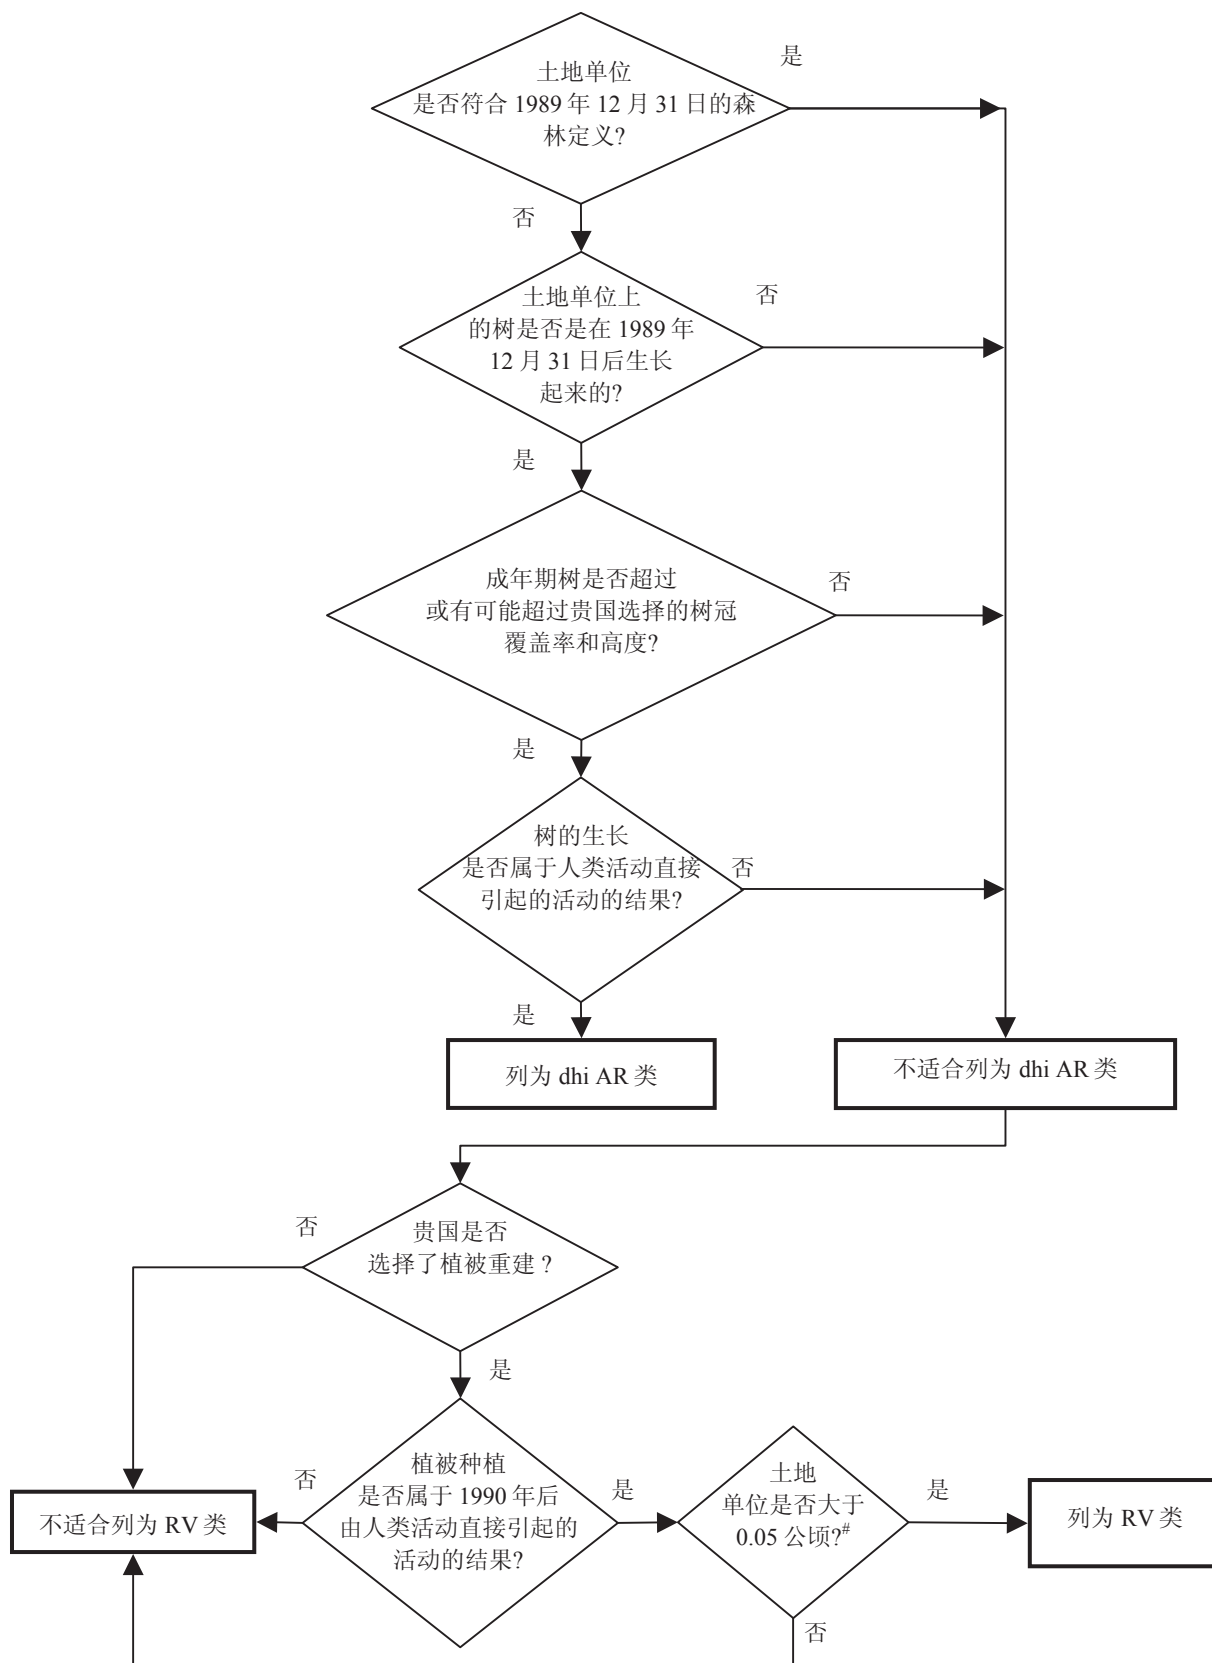 土地单位
是否符合 1989 年 12 月 31 日的森
林定义?
是
否
土地单位上
的树是否是在 1989 年
12 月 31 日后生长
起来的?
否
是
成年期树是否超过
或有可能超过贵国选择的树冠
覆盖率和高度?
否
是
树的生长
是否属于人类活动直接
引起的活动的结果?
否
是
列为 dhi AR 类
不适合列为 dhi AR 类
贵国是否
选择了植被重建 ?
否
是
植被种植
是否属于 1990 年后
由人类活动直接引起的
活动的结果?
否
是
不适合列为 RV 类
土地
单位是否大于
0.05 公顷?#
是
否
列为 RV 类